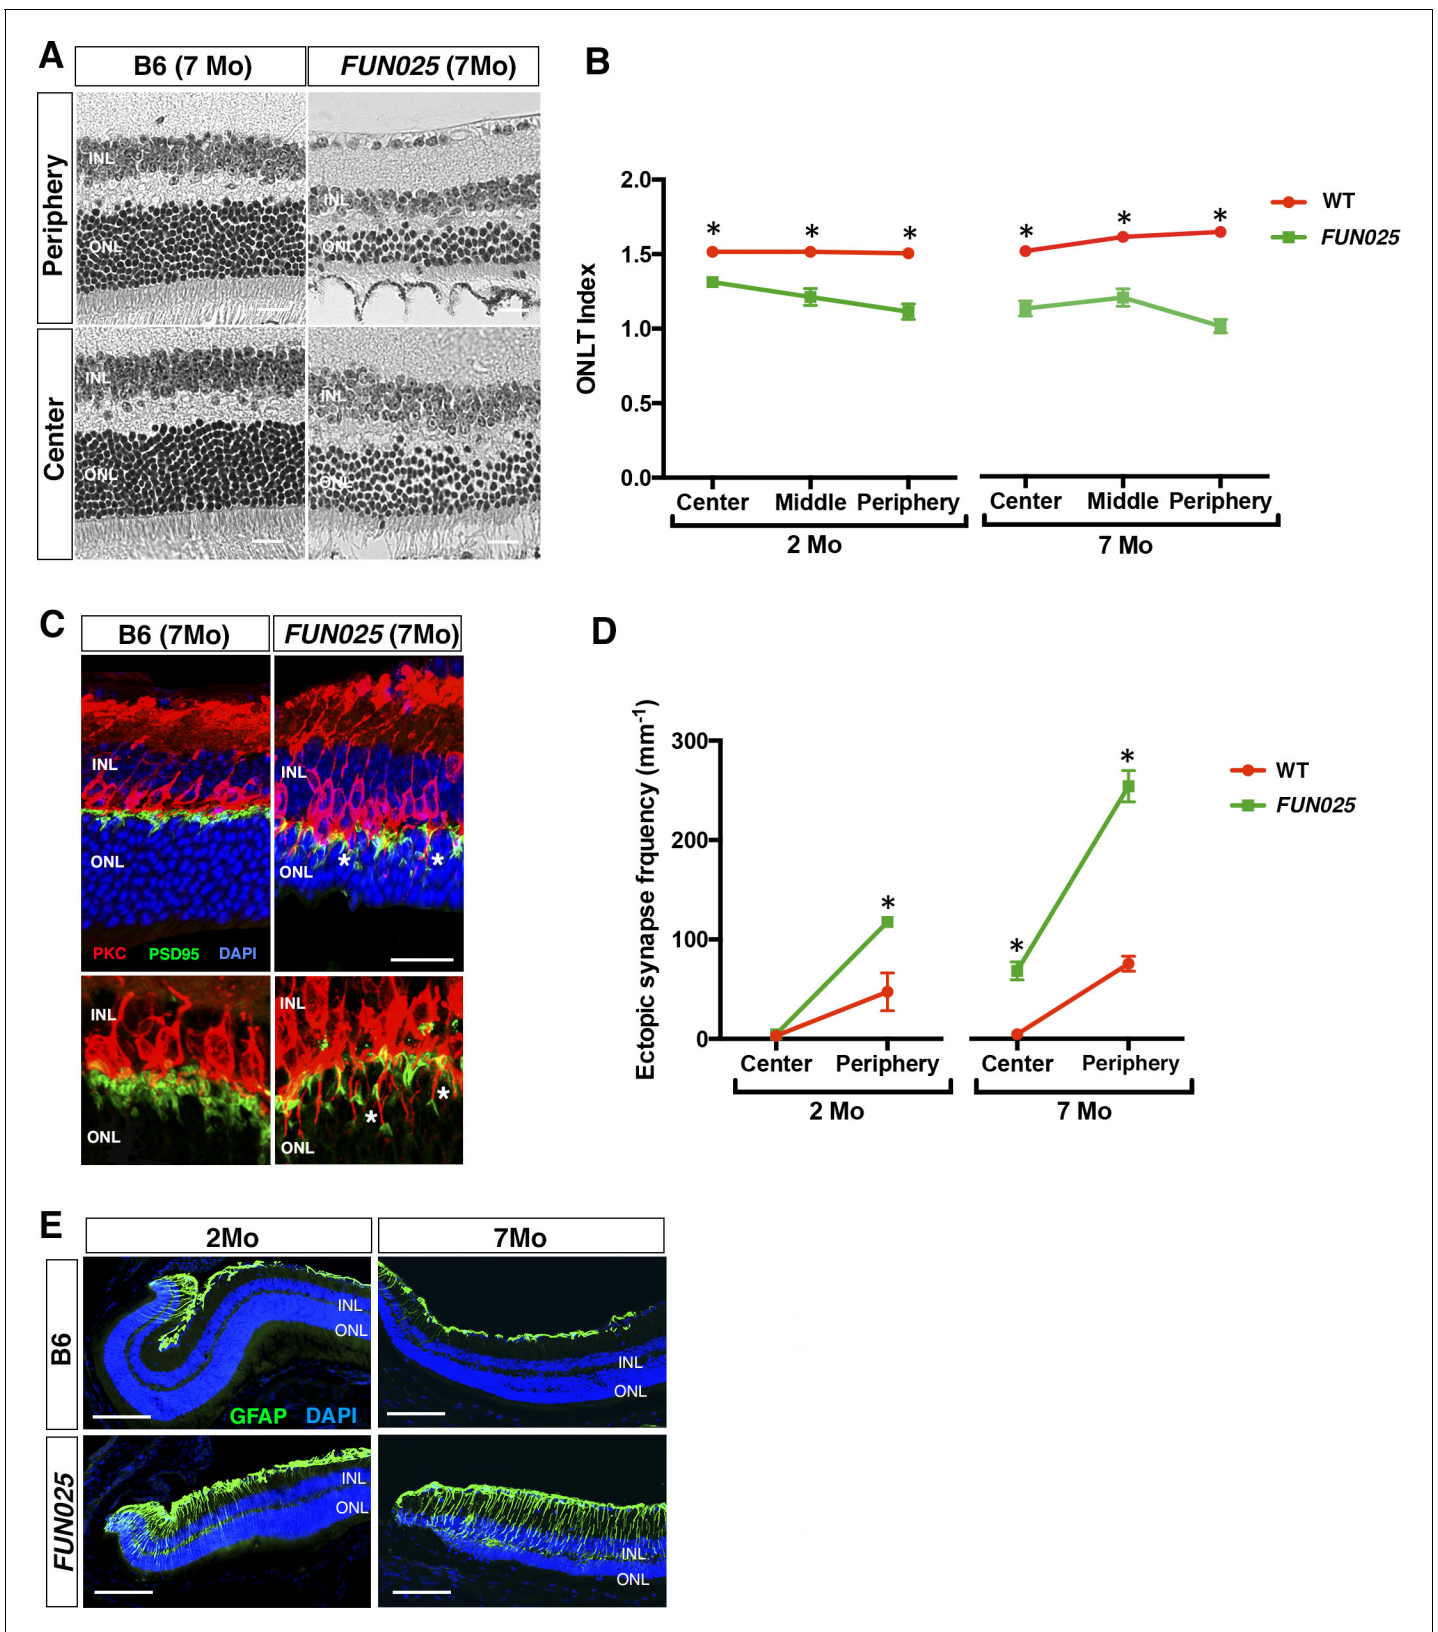 A
B6 (7 Mo)
FUN025 (7Mo)
Periphery
INL
ONL
INL
ONL
Center
INL
ONL
INL
ONL
B
ONLT Index
2.0
1.5
1.0
0.5
0.0
* * * * * *
WT
FUN025
Center Middle Periphery Center Middle Periphery
2 Mo 7 Mo
C
B6 (7Mo)
FUN025 (7Mo)
INL
ONL
PKC PSD95 DAPI
INL
* *
ONL
INL
ONL
INL
* *
ONL
D
Ectopic synapse frquency (mm-1)
300
200
100
0
* * *
WT
FUN025
Center Periphery Center Periphery
2 Mo 7 Mo
E
2Mo
7Mo
B6
INL
ONL
GFAP DAPI
INL
ONL
FUN025
INL
ONL
INL
ONL